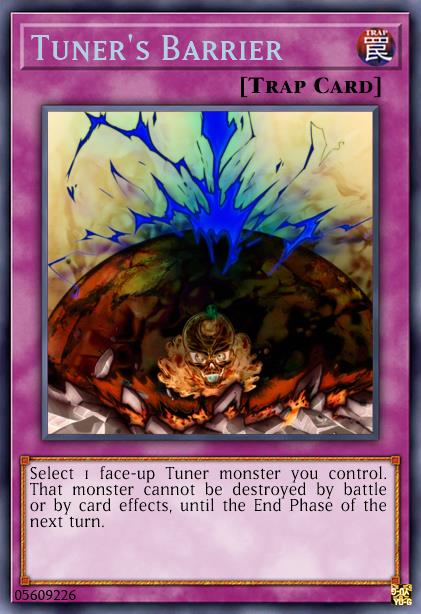 Tuner's Barrier
TRAP
罠
[Trap Card]
Select 1 face-up Tuner monster you control.
That monster cannot be destroyed by battle
or by card effects, until the End Phase of the
next turn.
05609226